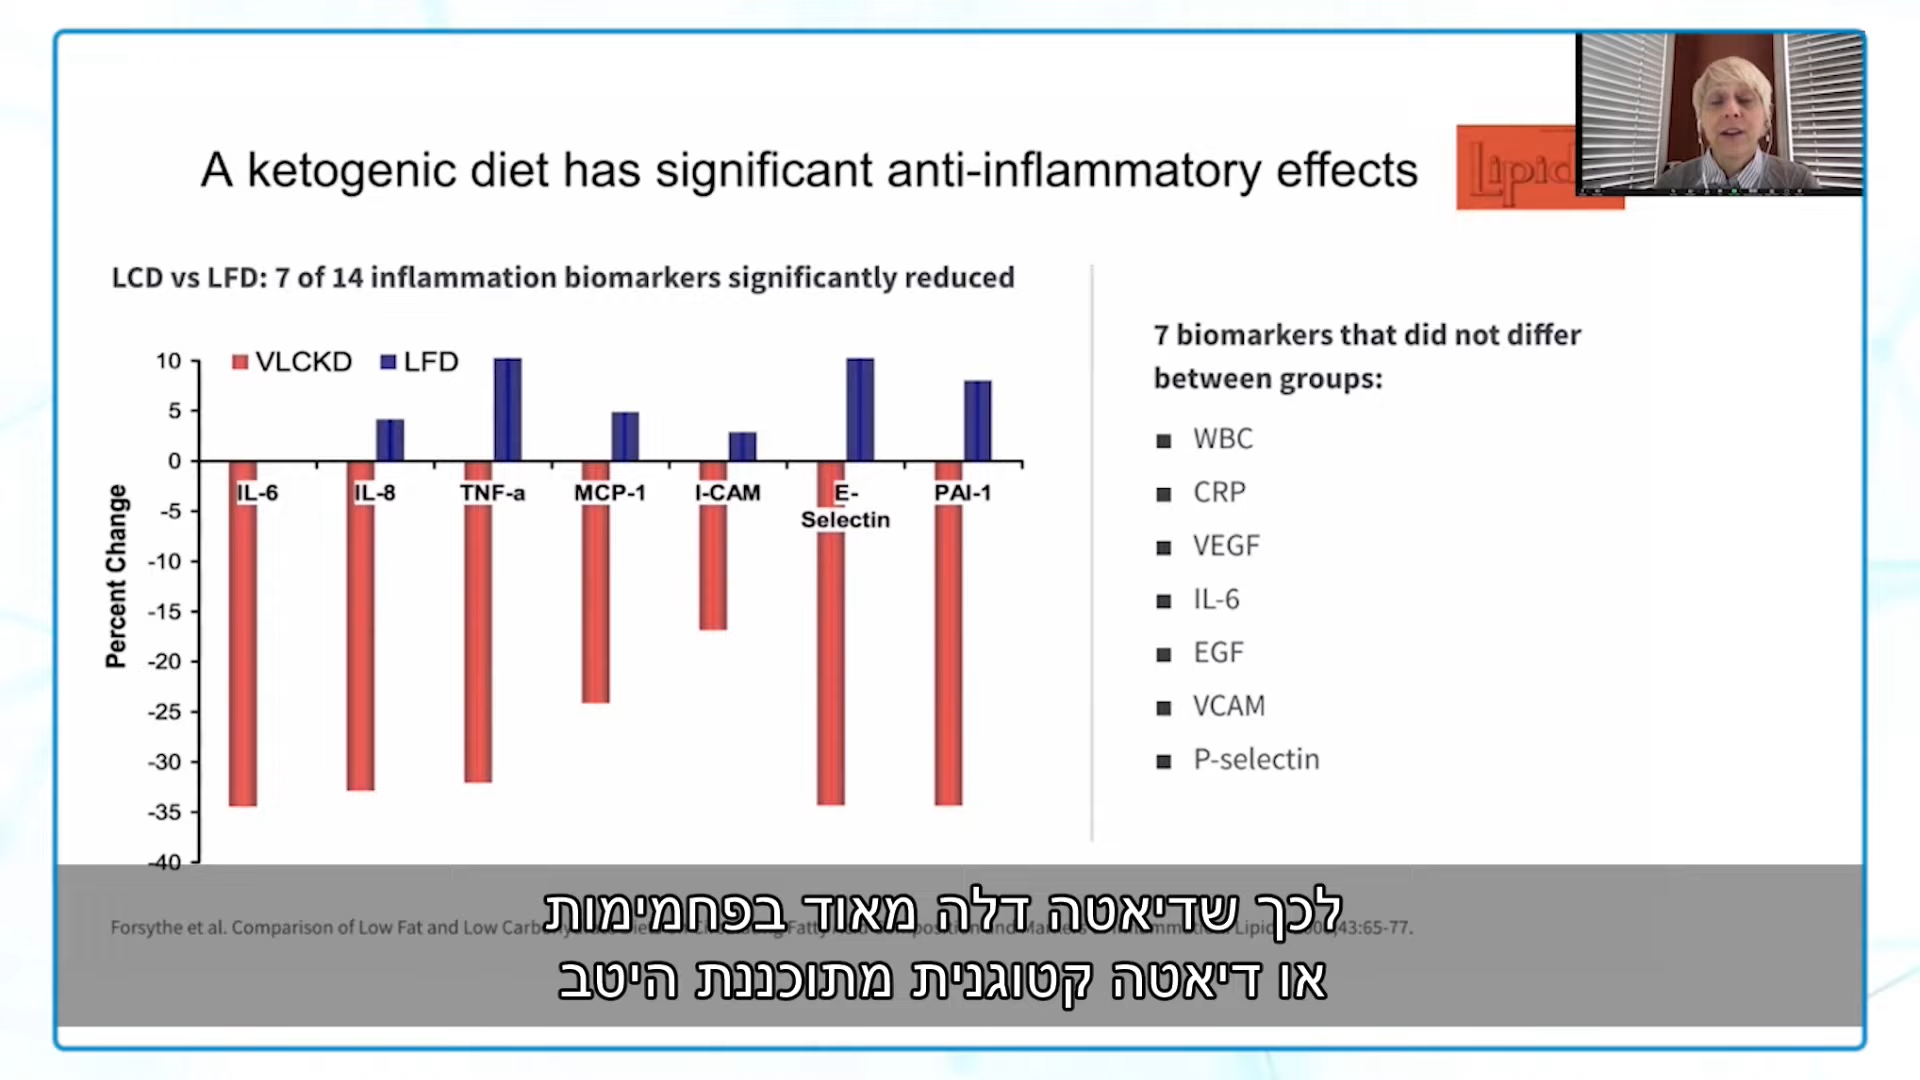 A ketogenic diet has significant anti-inflammatory effects
Lipid
LCD vs LFD: 7 of 14 inflammation biomarkers significantly reduced
VLCKD LFD
10
5
0
-5
-10
-15
-20
-25
-30
-35
-40
Percent Change
IL-6 IL-8 TNF-a MCP-1 I-CAM E-
Selectin PAI-1
7 biomarkers that did not differ
between groups:
WBC
CRP
VEGF
IL-6
EGF
VCAM
P-selectin
Forsythe et al. Comparison of Low Fat and Low
לכך שדיאטה דלה מאוד בפחמימות
או דיאטה קטוגנית מתוכננת היטב